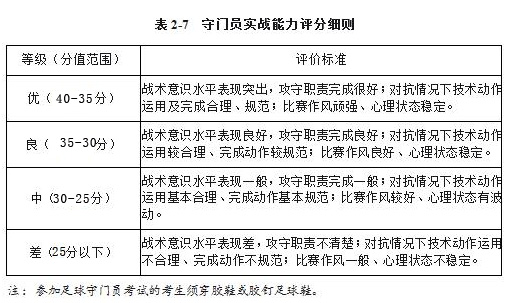 表 2-7 守门员实战能力评分细则
等级（分值范围） 评价标准
优（ 40-35 分） 战术意识水平表现突出，攻守职责完成很好；对抗情况下技术动作
运用及完成合理、规范；比赛作风顽强、心理状态稳定。
良（ 35-30分） 战术意识水平表现良好，攻守职责完成良好；对抗情况下技术动作
运用较合理、完成动作较规范；比赛作风良好、心理状态稳定。
中（30-25 分） 战术意识水平表现一般，攻守职责完成一般；对抗情况下技术动作
运用基本合理、完成动作基本规范；比赛作风较好、心理状态有波
动。
差（25分以下） 战术意识水平表现差，攻守职责不清楚；对抗情况下技术动作运用
不合理、完成动作不规范；比赛作风一般、心理状态不稳定。
注：参加足球守门员考试的考生须穿胶鞋或胶钉足球鞋。